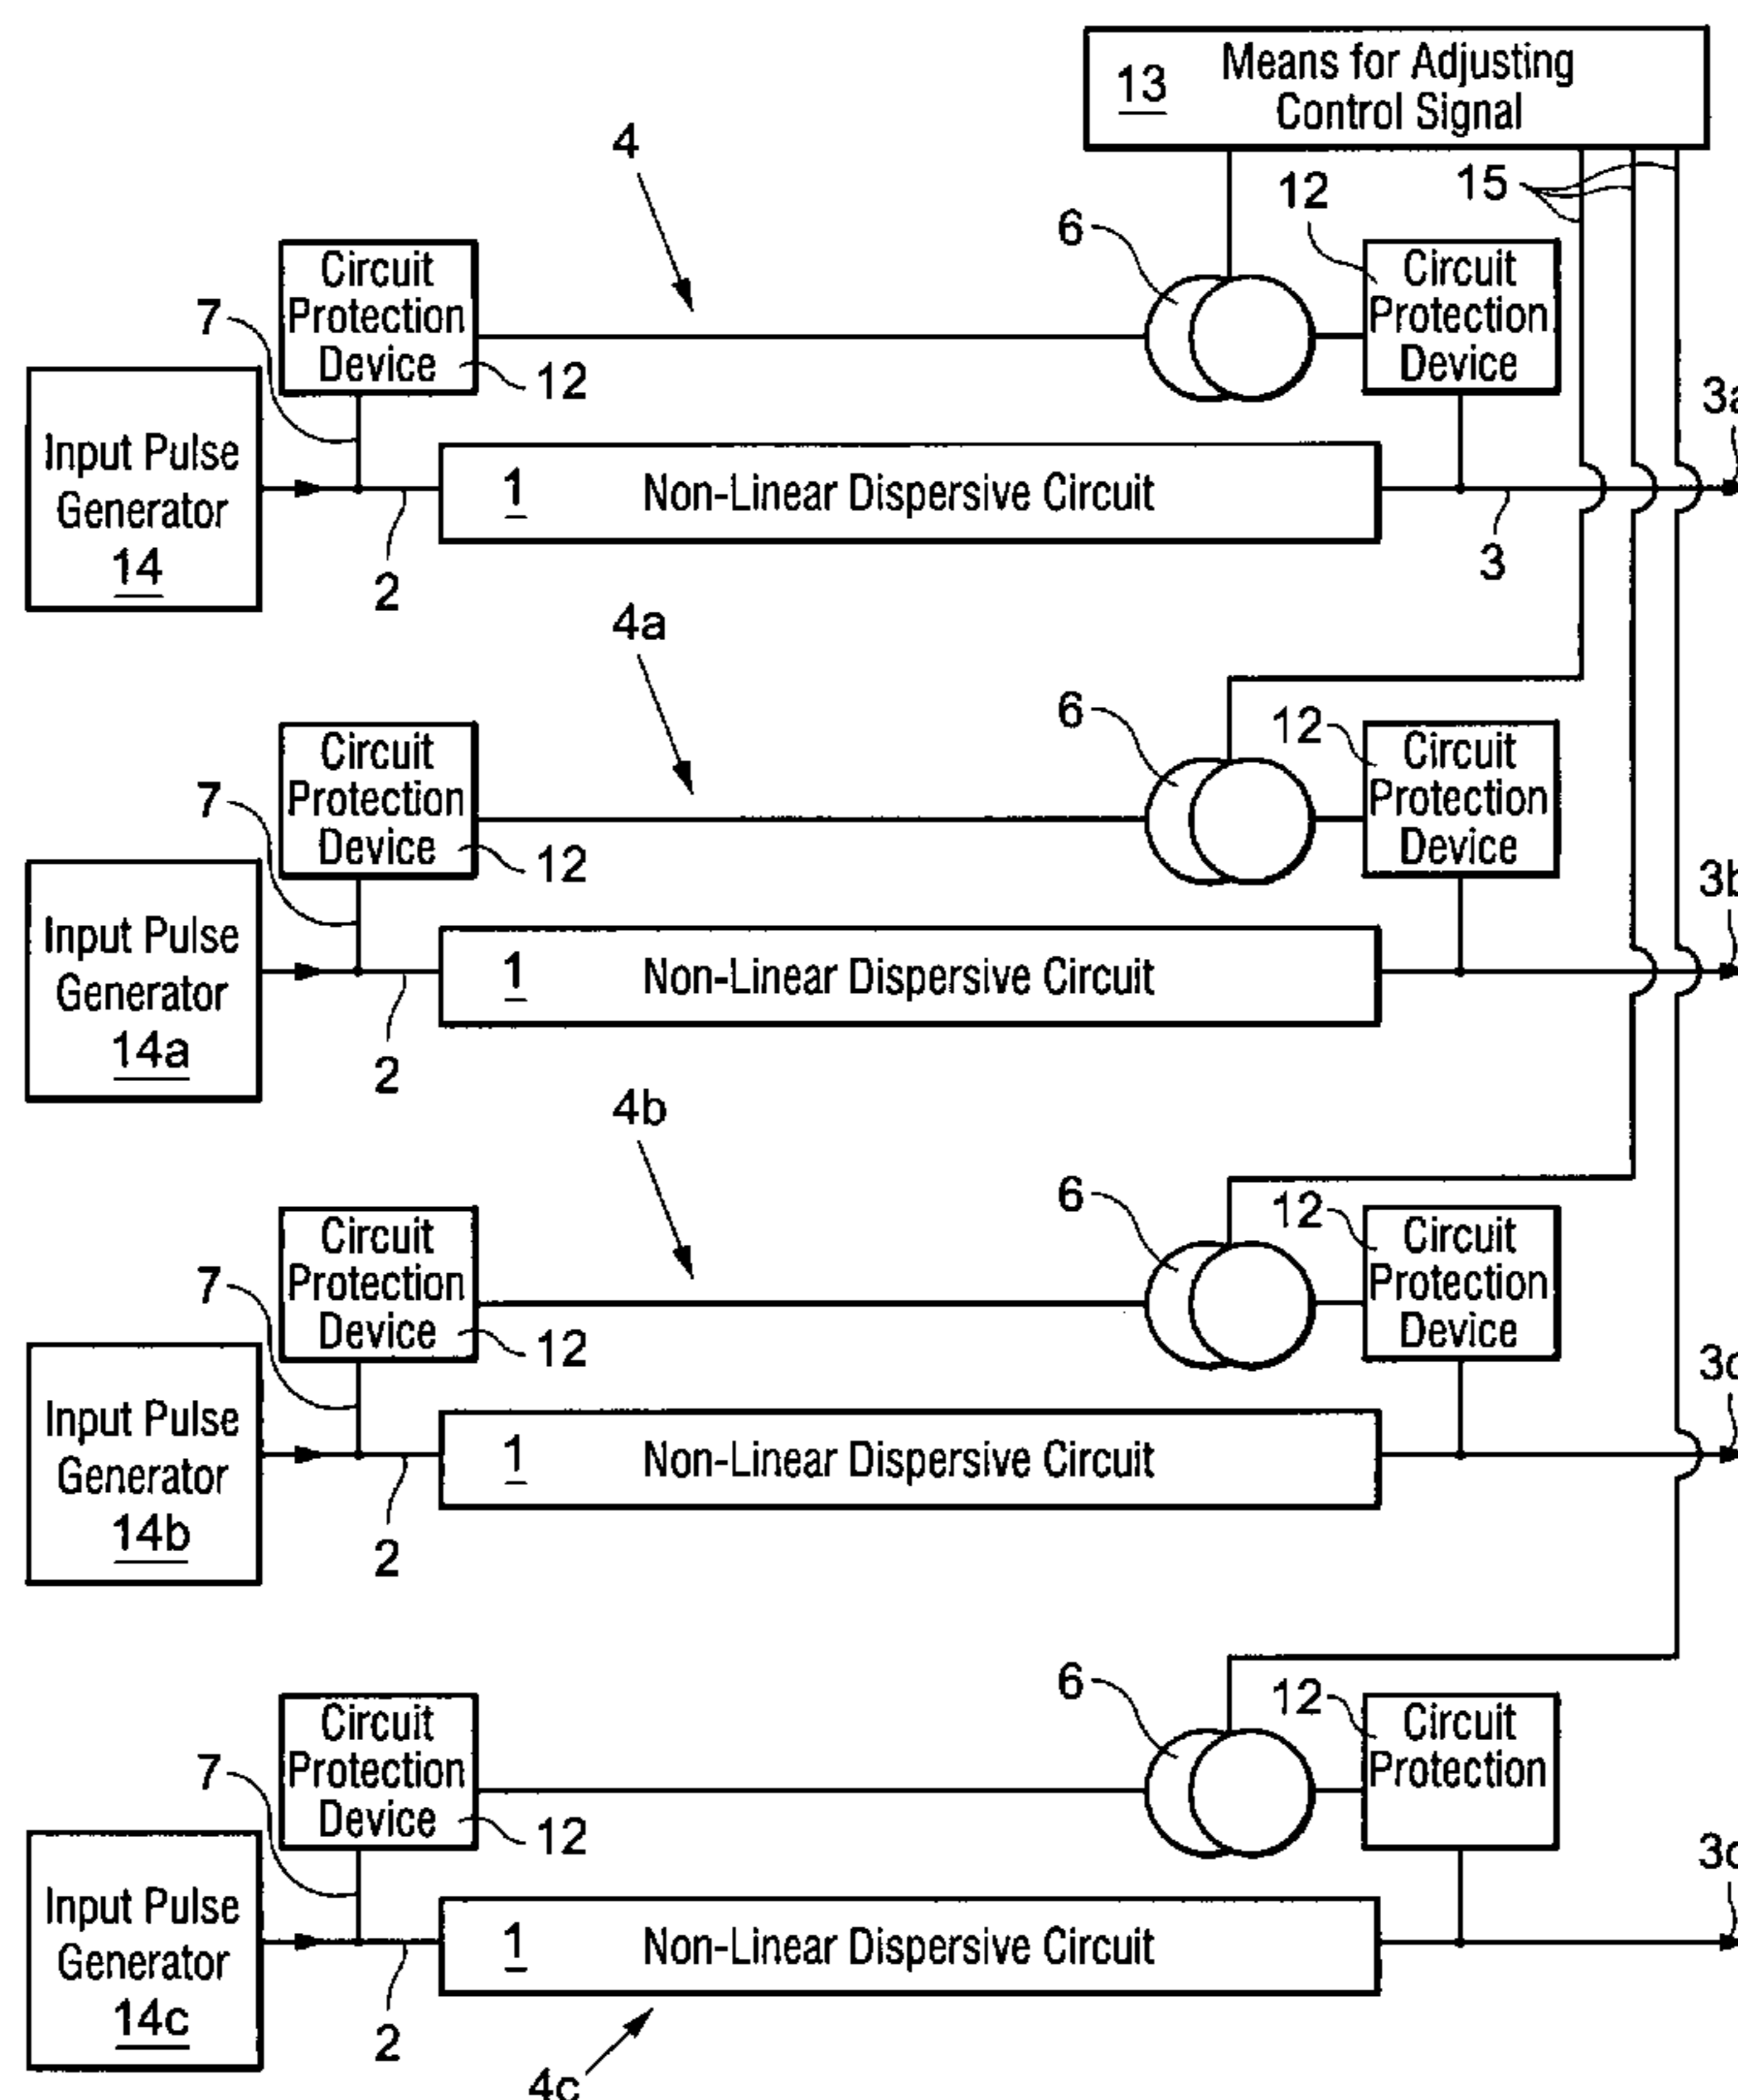 13 Means for Adjusting
Control Signal
4
15
12
6
Circuit
Protection
Device
12
Circuit
Protection
Device
7
3a
Input Pulse
Generator
14
1 Non-Linear Dispersive Circuit
2
3
4a
6
12
Circuit
Protection
Device
12
Circuit
Protection
Device
7
3b
Input Pulse
Generator
14a
1 Non-Linear Dispersive Circuit
2
4b
6
12
Circuit
Protection
Device
12
Circuit
Protection
Device
7
Input Pulse
Generator
14b
1 Non-Linear Dispersive Circuit
2
6
12
Circuit
Protection
Device
12
Circuit
Protection
7
Input Pulse
Generator
14c
1 Non-Linear Dispersive Circuit
2
4c